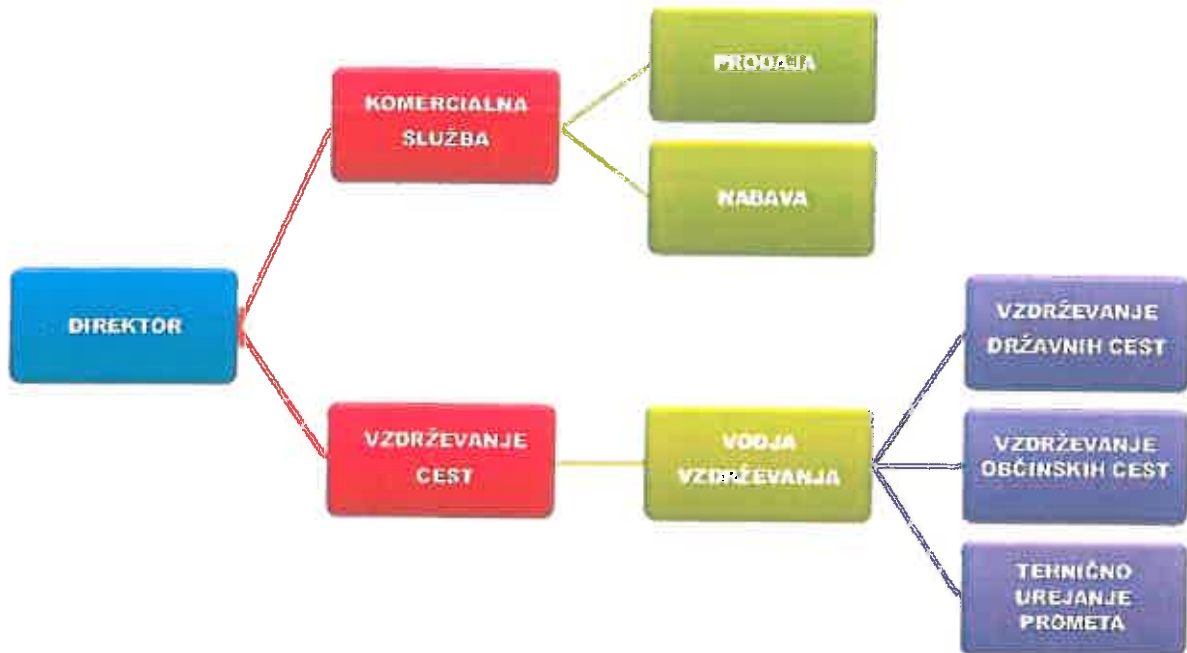 PRODAJA
KOMERCIALNA
SLUŽBA
NABAVA
DIREKTOR
VZDRŽEVANJE
DRŽAVNIH CEST
VZDRŽEVANJE
CEST
VODJA
VZDRŽEVANJA
VZDRŽEVANJE
OBČINSKIH CEST
TEHNIČNO
UREJANJE
PROMETA